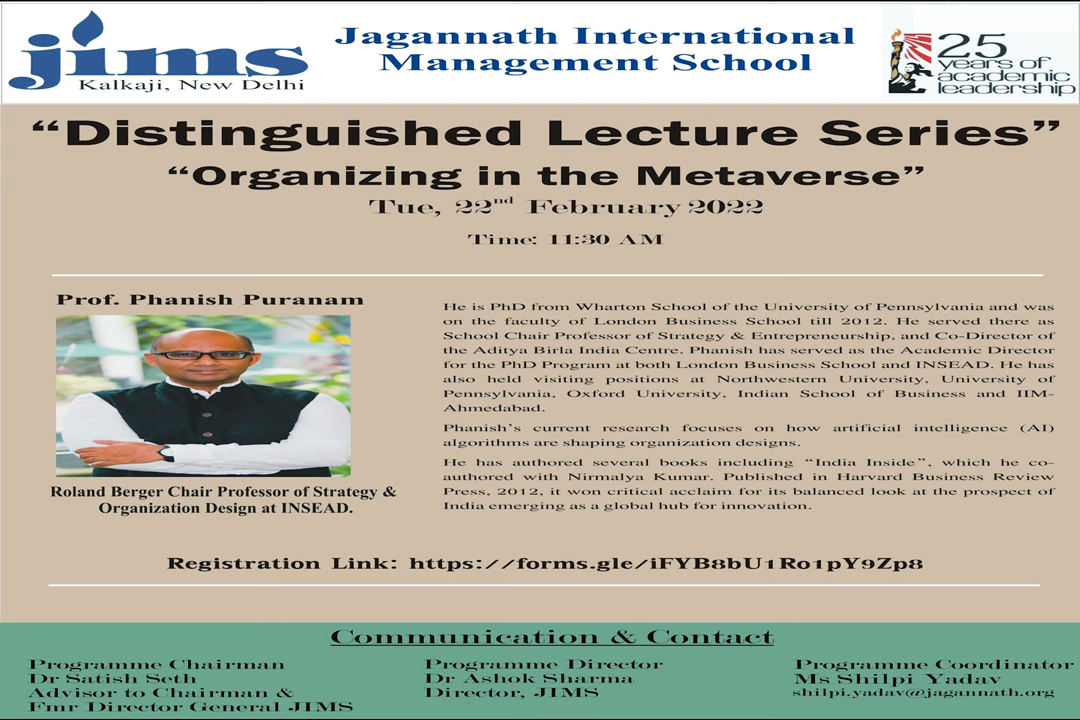 jims
Kalkaji, New Delhi
Jagannath International
Management School
25
years of
academic
leadership
“Distinguished Lecture Series”
“Organizing in the Metaverse”
Tue, 22nd February 2022
Time: 11:30 AM
Prof. Phanish Puranam
Roland Berger Chair Professor of Strategy &
Organization Design at INSEAD.
He is PhD from Wharton School of the University of Pennsylvania and was
on the faculty of London Business School till 2012. He served there as
School Chair Professor of Strategy & Entrepreneurship, and Co-Director of
the Aditya Birla India Centre. Phanish has served as the Academic Director
for the PhD Program at both London Business School and INSEAD. He has
also held visiting positions at Northwestern University, University of
Pennsylvania, Oxford University, Indian School of Business and IIM-
Ahmedabad.
Phanish’s current research focuses on how artificial intelligence (AI)
algorithms are shaping organization designs.
He has authored several books including “India Inside”, which he co-
authored with Nirmalya Kumar. Published in Harvard Business Review
Press, 2012, it won critical acclaim for its balanced look at the prospect of
India emerging as a global hub for innovation.
Registration Link: https://forms.gle/iFYB8bU1Ro1pY9Zp8
Communication & Contact
Programme Chairman
Dr Satish Seth
Advisor to Chairman &
Fmr Director General JIMS
Programme Director
Dr Ashok Sharma
Director, JIMS
Programme Coordinator
Ms Shilpi Yadav
shilpi.yadav@jagannath.org